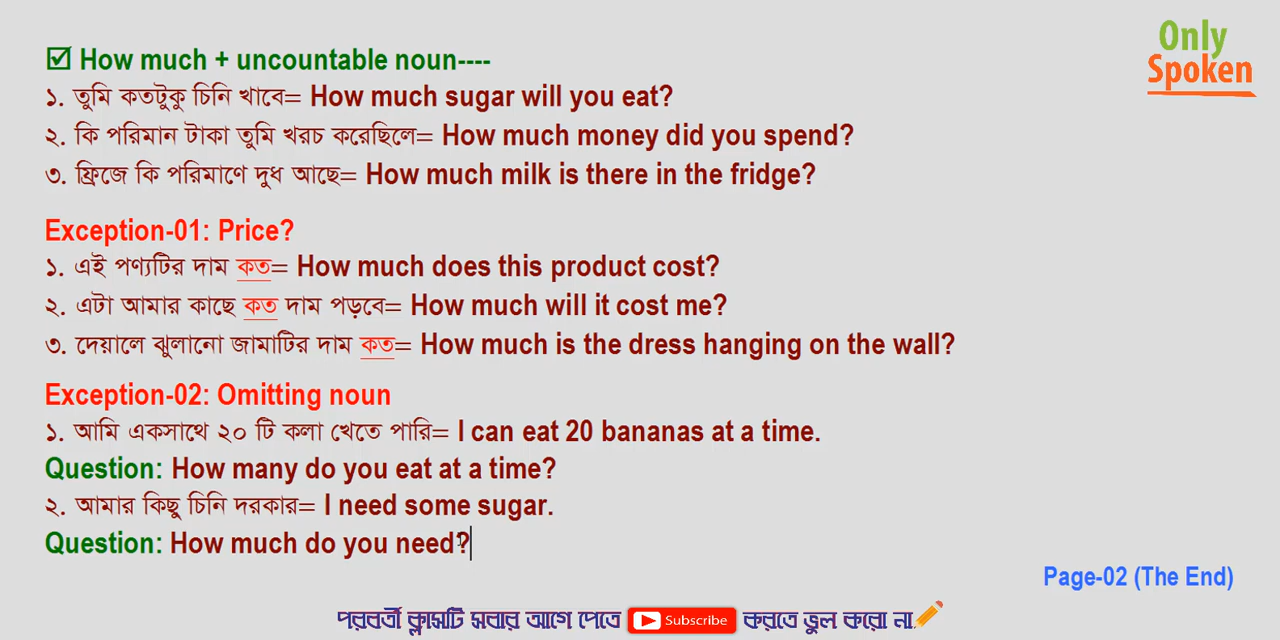 Only
Spoken
☑ How much + uncountable noun----
১. তুমি কতটুকু চিনি খাবে= How much sugar will you eat?
২. কি পরিমান টাকা তুমি খরচ করেছিলে= How much money did you spend?
৩. ফ্রিজে কি পরিমাণে দুধ আছে= How much milk is there in the fridge?
Exception-01: Price?
১. এই পণ্যটির দাম কত= How much does this product cost?
২. এটা আমার কাছে কত দাম পড়বে= How much will it cost me?
৩. দেয়ালে ঝুলানো জামাটির দাম কত= How much is the dress hanging on the wall?
Exception-02: Omitting noun
১. আমি একসাথে ২০ টি কলা খেতে পারি= I can eat 20 bananas at a time.
Question: How many do you eat at a time?
২. আমার কিছু চিনি দরকার= I need some sugar.
Question: How much do you need?
Page-02 (The End)
পরবর্তী ক্লাসটি সবার আগে পেতে Subscribe করতে ভুল করো না